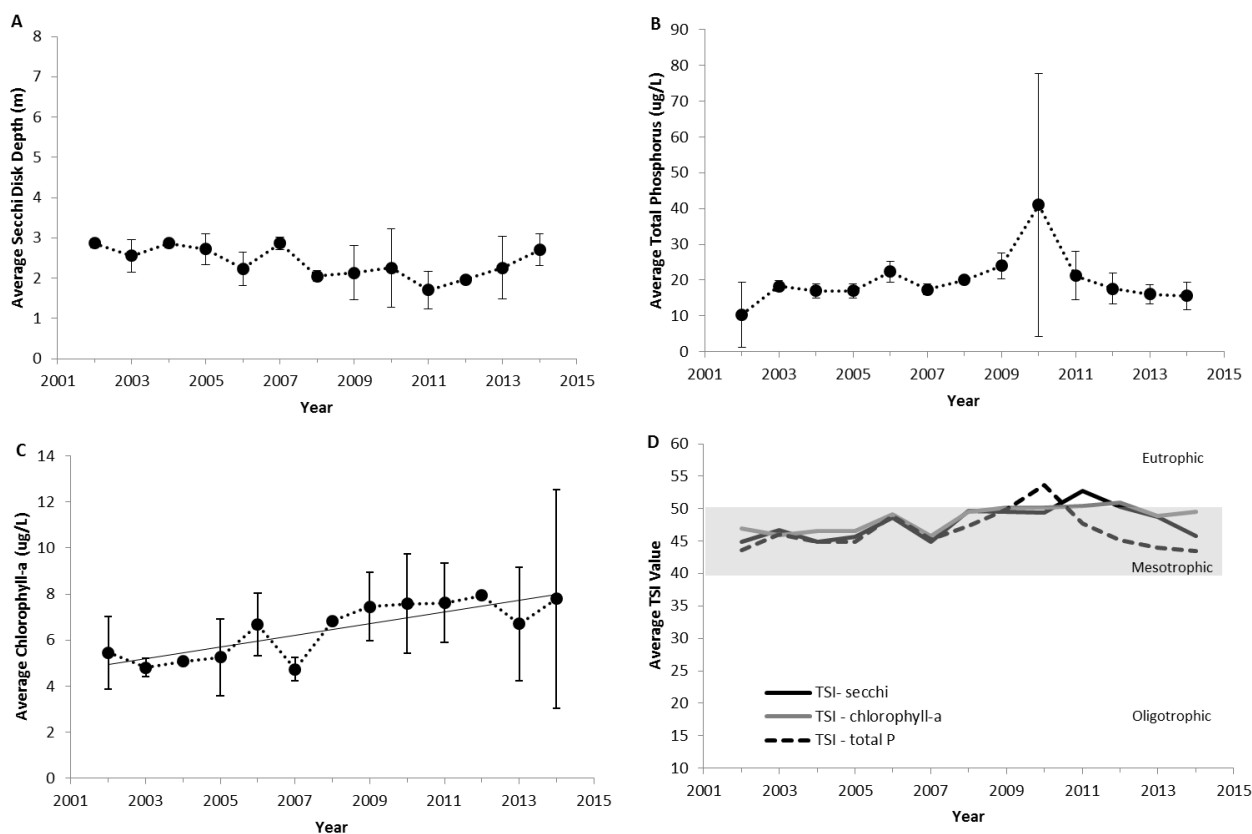 A
Average Secchi Disk Depth (m)
8
7
6
5
4
3
2
1
0
2001 2003 2005 2007 2009 2011 2013 2015
Year
B
Average Total Phosphorus (ug/L)
90
80
70
60
50
40
30
20
10
0
2001 2003 2005 2007 2009 2011 2013 2015
Year
C
Average Chlorophyll-a (ug/L)
14
12
10
8
6
4
2
0
2001 2003 2005 2007 2009 2011 2013 2015
Year
D
Average TSI Value
60
55
50
45
40
35
30
25
20
15
10
Eutrophic
Mesotrophic
Oligotrophic
TSI- secchi
TSI - chlorophyll-a
TSI - total P
2001 2003 2005 2007 2009 2011 2013 2015
Year